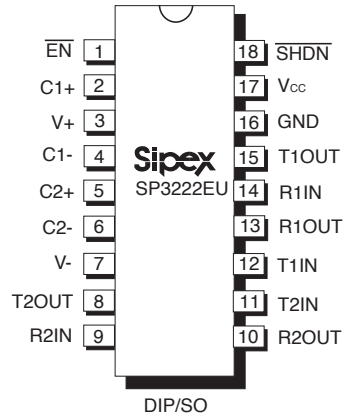 EN 1 18 SHDN
C1+ 2 17 Vcc
V+ 3 16 GND
C1- 4 15 T1OUT
Sipex
C2+ 5 SP3222EU 14 R1IN
C2- 6 13 R1OUT
V- 7 12 T1IN
T2OUT 8 11 T2IN
R2IN 9 10 R2OUT
DIP/SO